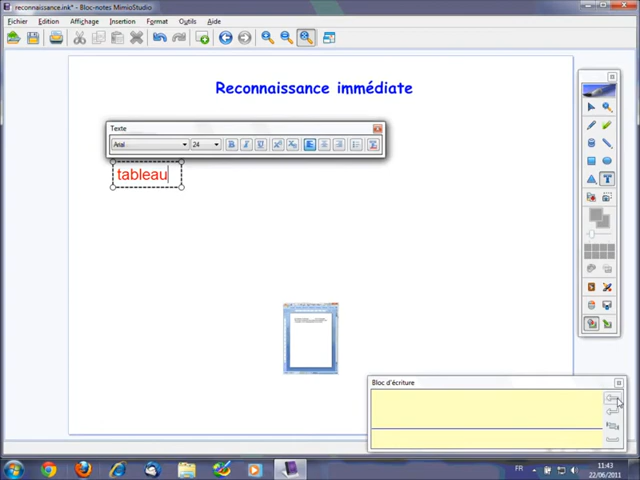 reconnaissance.ink* - Bloc-notes MimioStudio
Fichier Edition Affichage Insertion Format Outils Aide
Reconnaissance immédiate
Texte
Arial 24 B I U
tableau
Bloc d'écriture
FR 11:43
22/06/2011